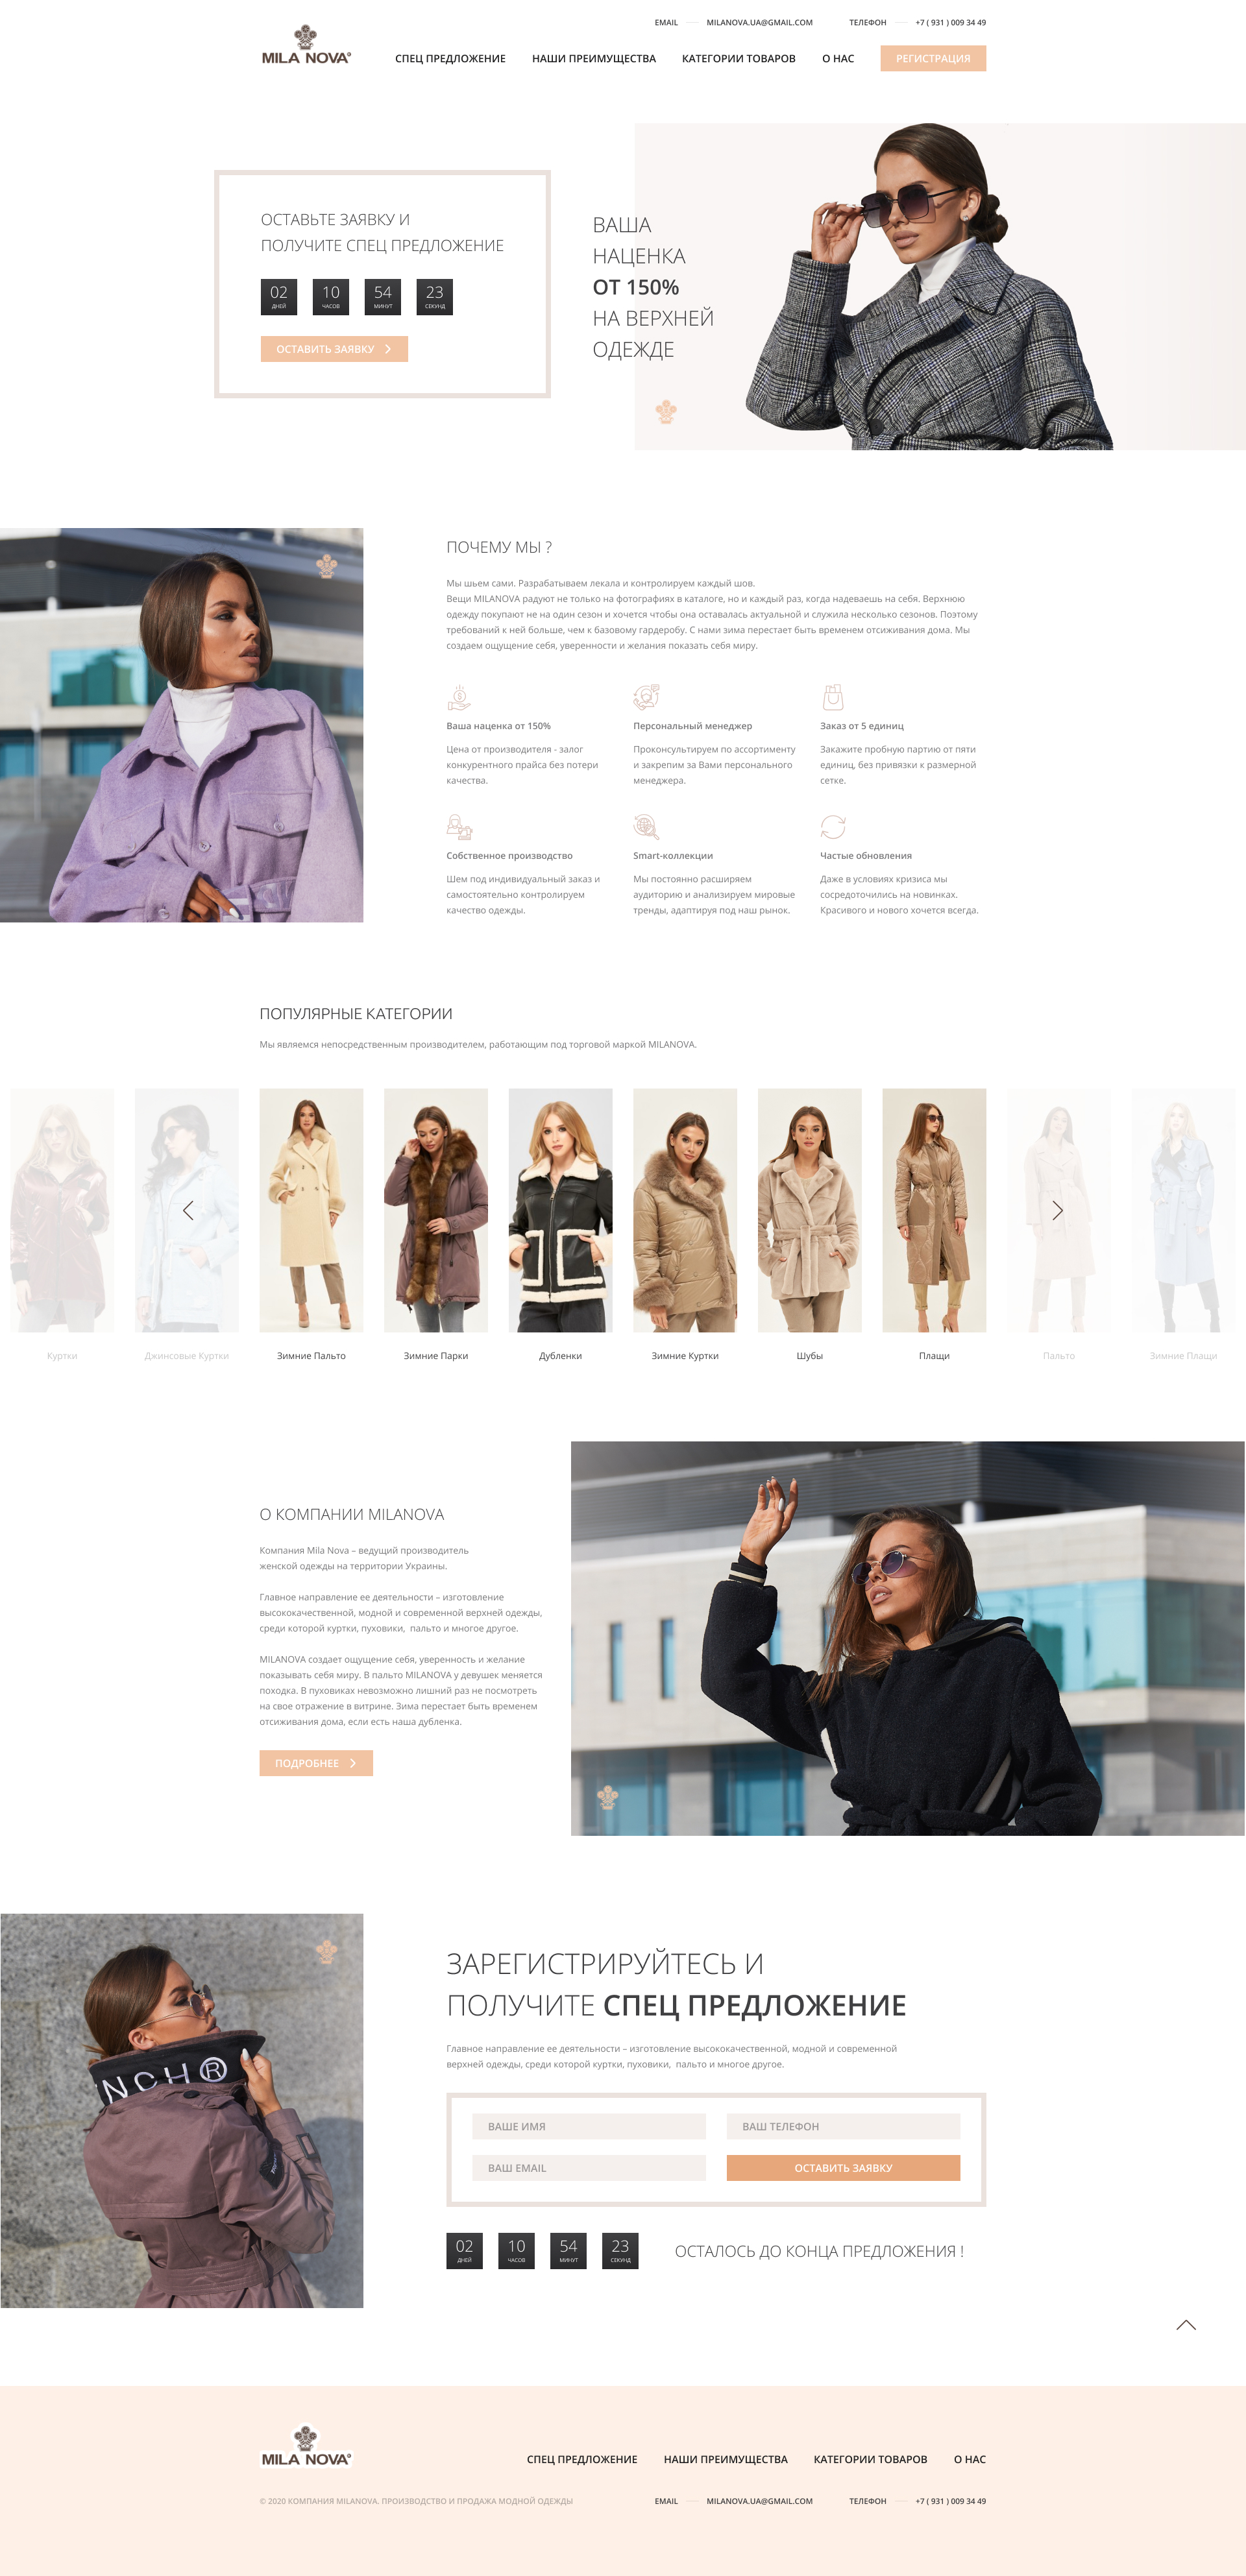 EMAIL MILANOVA.UA@GMAIL.COM ТЕЛЕФОН +7 ( 931 ) 009 34 49
MILA NOVA®
СПЕЦ ПРЕДЛОЖЕНИЕ НАШИ ПРЕИМУЩЕСТВА КАТЕГОРИИ ТОВАРОВ О НАС РЕГИСТРАЦИЯ
ОСТАВЬТЕ ЗАЯВКУ И
ПОЛУЧИТЕ СПЕЦ ПРЕДЛОЖЕНИЕ
02 10 54 23
ДНЕЙ ЧАСОВ МИНУТ СЕКУНД
ОСТАВИТЬ ЗАЯВКУ
ВАША
НАЦЕНКА
ОТ 150%
НА ВЕРХНЕЙ
ОДЕЖДЕ
ПОЧЕМУ МЫ ?
Мы шьем сами. Разрабатываем лекала и контролируем каждый шов.
Вещи MILANOVA радуют не только на фотографиях в каталоге, но и каждый раз, когда надеваешь на себя. Верхнюю
одежду покупают не на один сезон и хочется чтобы она оставалась актуальной и служила несколько сезонов. Поэтому
требований к ней больше, чем к базовому гардеробу. С нами зима перестает быть временем отсиживания дома. Мы
создаем ощущение себя, уверенности и желания показать себя миру.
Ваша наценка от 150%
Цена от производителя - залог
конкурентного прайса без потери
качества.
Персональный менеджер
Проконсультируем по ассортименту
и закрепим за Вами персонального
менеджера.
Заказ от 5 единиц
Закажите пробную партию от пяти
единиц, без привязки к размерной
сетке.
Собственное производство
Шем под индивидуальный заказ и
самостоятельно контролируем
качество одежды.
Smart-коллекции
Мы постоянно расширяем
аудиторию и анализируем мировые
тренды, адаптируя под наш рынок.
Частые обновления
Даже в условиях кризиса мы
сосредоточились на новинках.
Красивого и нового хочется всегда.
ПОПУЛЯРНЫЕ КАТЕГОРИИ
Мы являемся непосредственным производителем, работающим под торговой маркой MILANOVA.
Куртки Джинсовые Куртки Зимние Пальто Зимние Парки Дубленки Зимние Куртки Шубы Плащи Пальто Зимние Плащи
О КОМПАНИИ MILANOVA
Компания Mila Nova – ведущий производитель
женской одежды на территории Украины.
Главное направление ее деятельности – изготовление
высококачественной, модной и современной верхней одежды,
среди которой куртки, пуховики, пальто и многое другое.
MILANOVA создает ощущение себя, уверенность и желание
показывать себя миру. В пальто MILANOVA у девушек меняется
походка. В пуховиках невозможно лишний раз не посмотреть
на свое отражение в витрине. Зима перестает быть временем
отсиживания дома, если есть наша дубленка.
ПОДРОБНЕЕ
NCH®
ЗАРЕГИСТРИРУЙТЕСЬ И
ПОЛУЧИТЕ СПЕЦ ПРЕДЛОЖЕНИЕ
Главное направление ее деятельности – изготовление высококачественной, модной и современной
верхней одежды, среди которой куртки, пуховики, пальто и многое другое.
ВАШЕ ИМЯ ВАШ ТЕЛЕФОН
ВАШ EMAIL ОСТАВИТЬ ЗАЯВКУ
02 10 54 23
ДНЕЙ ЧАСОВ МИНУТ СЕКУНД
ОСТАЛОСЬ ДО КОНЦА ПРЕДЛОЖЕНИЯ !
MILA NOVA®
СПЕЦ ПРЕДЛОЖЕНИЕ НАШИ ПРЕИМУЩЕСТВА КАТЕГОРИИ ТОВАРОВ О НАС
© 2020 КОМПАНИЯ MILANOVA. ПРОИЗВОДСТВО И ПРОДАЖА МОДНОЙ ОДЕЖДЫ
EMAIL MILANOVA.UA@GMAIL.COM ТЕЛЕФОН +7 ( 931 ) 009 34 49